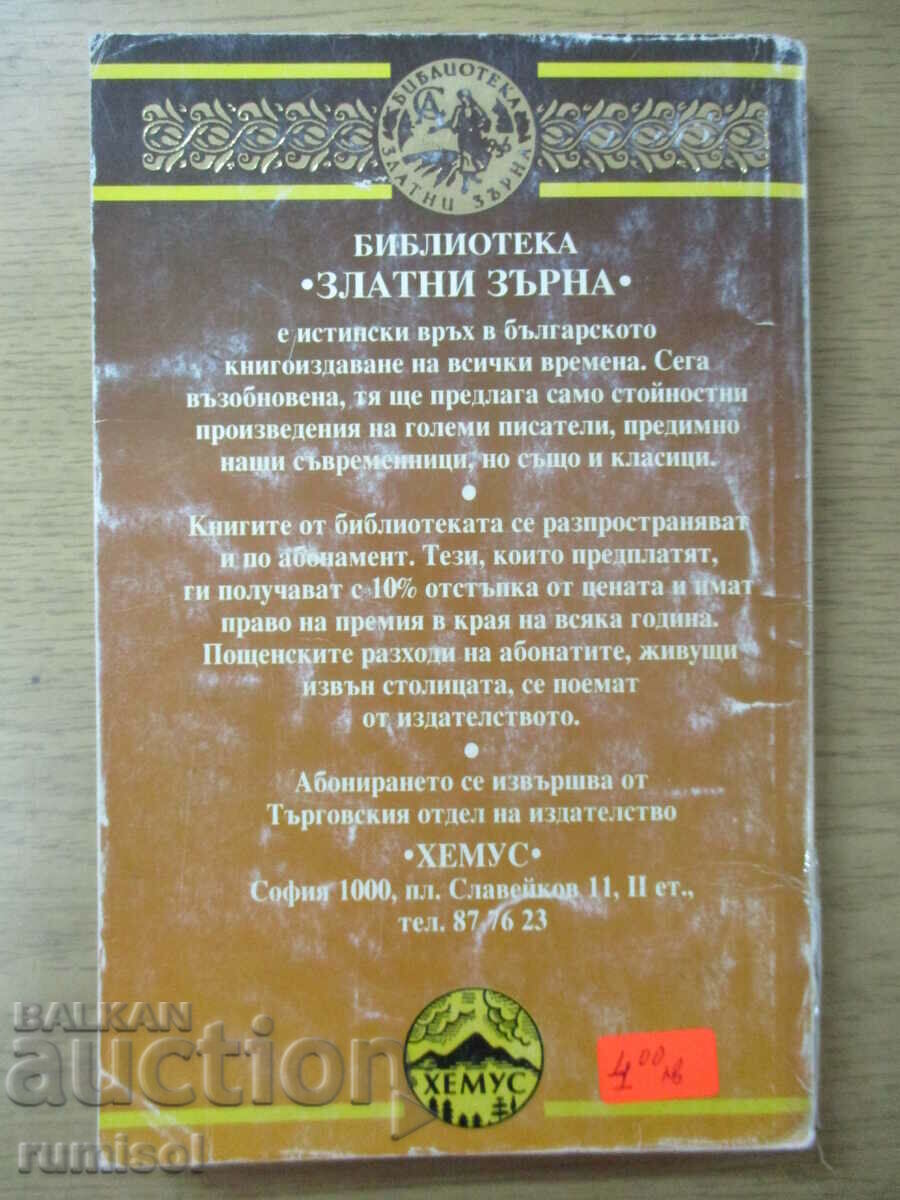 БИБЛИОТЕКА
ЗЛАТНИ ЗЪРНА
БИБЛИОТЕКА
•ЗЛАТНИ ЗЪРНА•
е истински връх в българското
книгоиздаване на всички времена. Сега
възобновена, тя ще предлага само стойностни
произведения на големи писатели, предимно
наши съвременници, но също и класици.
•
Книгите от библиотеката се разпространяват
и по абонамент. Тези, които предплатят,
ги получават с 10% отстъпка от цената и имат
право на премия в края на всяка година.
Пощенските разходи на абонатите, живущи
извън столицата, се поемат
от издателството.
•
Абонирането се извършва от
Търговския отдел на издателство
•ХЕМУС•
София 1000, пл. Славейков 11, II ет.,
тел. 87 76 23
ХЕМУС
4 00 лв
BALKAN
auction
rumisol